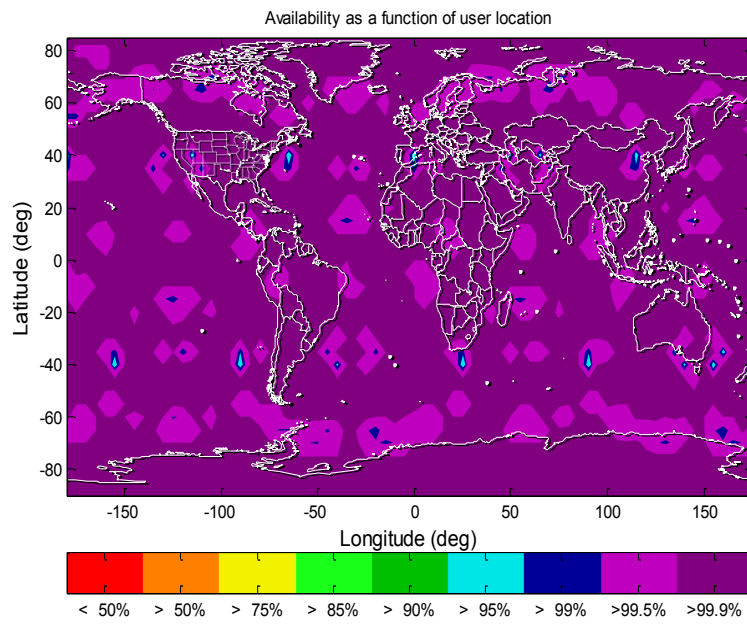 Availability as a function of user location
Latitude (deg)
80
60
40
20
0
-20
-40
-60
-80
-150 -100 -50 0 50 100 150
Longitude (deg)
< 50% > 50% > 75% > 85% > 90% > 95% > 99% >99.5% >99.9%